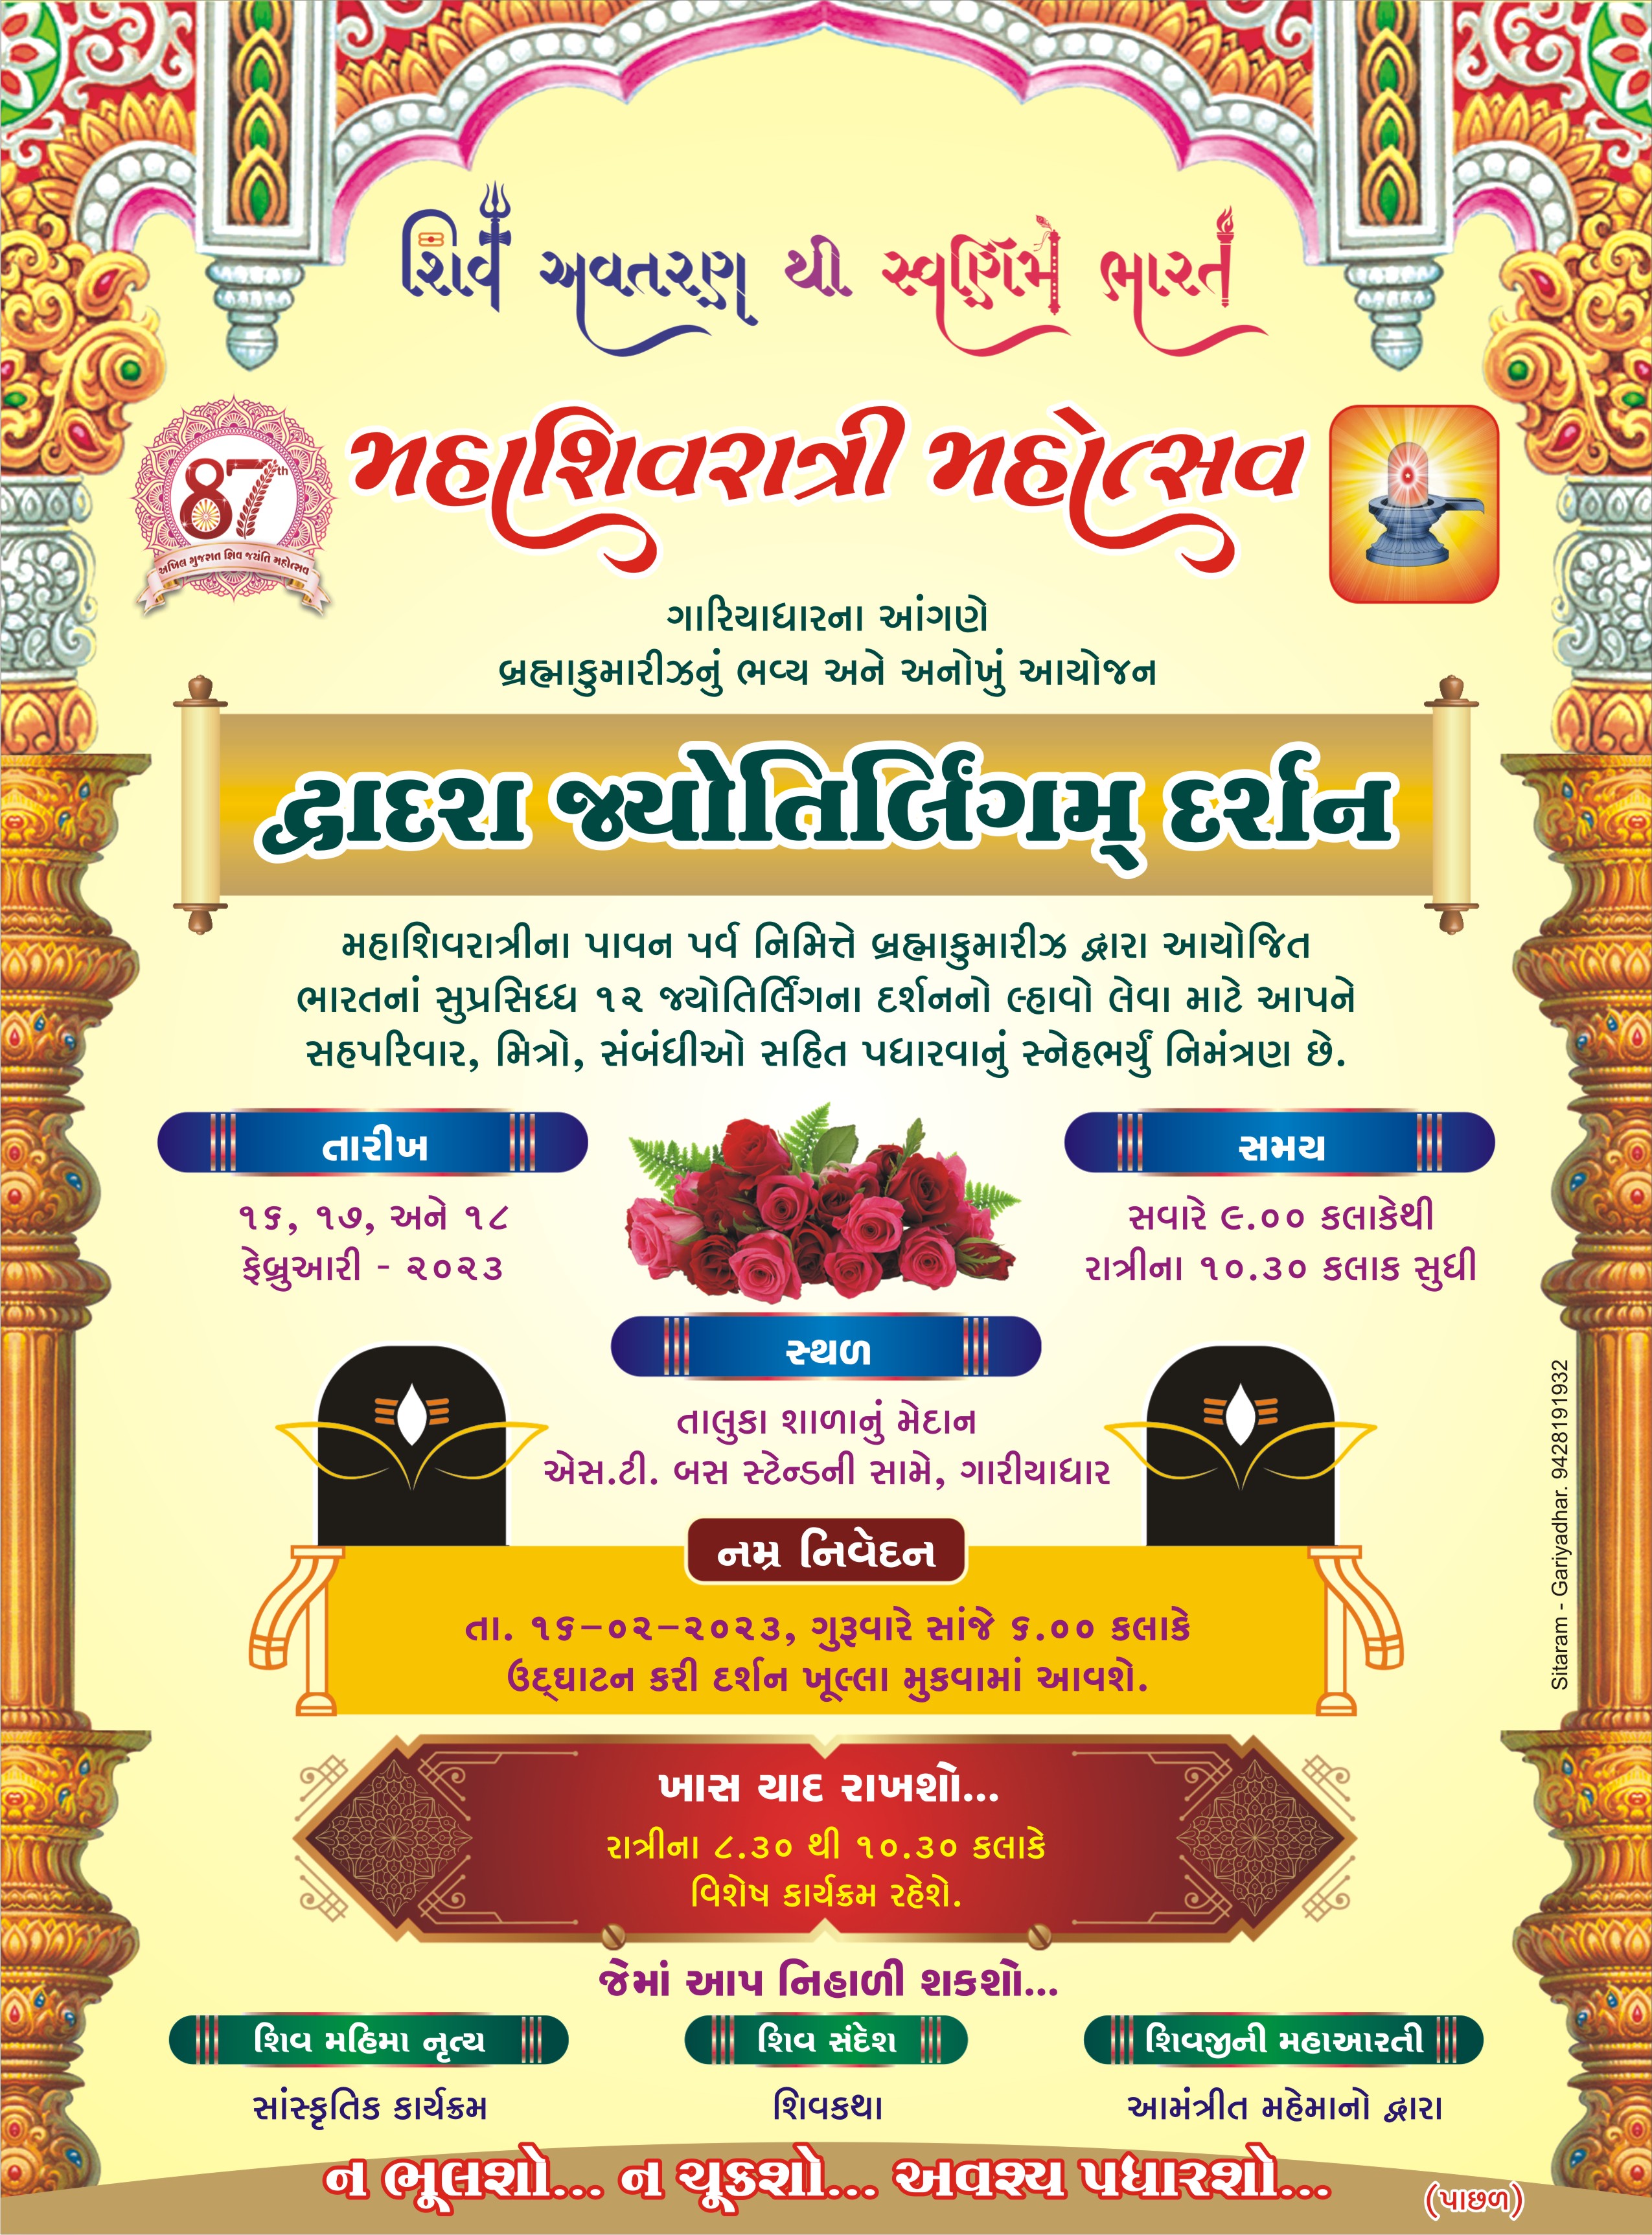 શિવ અવતરણ થી સ્વર્ણિમ ભારત
મહાશિવરાત્રી મહોત્સવ
87th
અખિલ ગુજરાત શિવ જયંતિ મહોત્સવ
ગારિયાધારના આંગણે
બ્રહ્માકુમારીઝનું ભવ્ય અને અનોખું આયોજન
દ્વાદશ જ્યોતિર્લિંગમ્ દર્શન
મહાશિવરાત્રીના પાવન પર્વ નિમિત્તે બ્રહ્માકુમારીઝ દ્વારા આયોજિત
ભારતનાં સુપ્રસિધ્ધ ૧૨ જ્યોતિર્લિંગના દર્શનનો લ્હાવો લેવા માટે આપને
સહપરિવાર, મિત્રો, સંબંધીઓ સહિત પધારવાનું સ્નેહભર્યું નિમંત્રણ છે.
તારીખ
૧૬, ૧૭, અને ૧૮
ફેબ્રુઆરી - ૨૦૨૩
સમય
સવારે ૯.૦૦ કલાકેથી
રાત્રીના ૧૦.૩૦ કલાક સુધી
સ્થળ
તાલુકા શાળાનું મેદાન
એસ.ટી. બસ સ્ટેન્ડની સામે, ગારીયાધાર
નમ્ર નિવેદન
તા. ૧૬-૦૨-૨૦૨૩, ગુરૂવારે સાંજે ૬.૦૦ કલાકે
ઉદ્‌ઘાટન કરી દર્શન ખૂલ્લા મુકવામાં આવશે.
ખાસ યાદ રાખશો...
રાત્રીના ૮.૩૦ થી ૧૦.૩૦ કલાકે
વિશેષ કાર્યક્રમ રહેશે.
જેમાં આપ નિહાળી શકશો...
શિવ મહિમા નૃત્ય
સાંસ્કૃતિક કાર્યક્રમ
શિવ સંદેશ
શિવકથા
શિવજીની મહાઆરતી
આમંત્રીત મહેમાનો દ્વારા
ન ભૂલશો... ન ચૂકશો... અવશ્ય પધારશો...
(પાછળ)
Sitaram - Gariyadhar. 9428191932